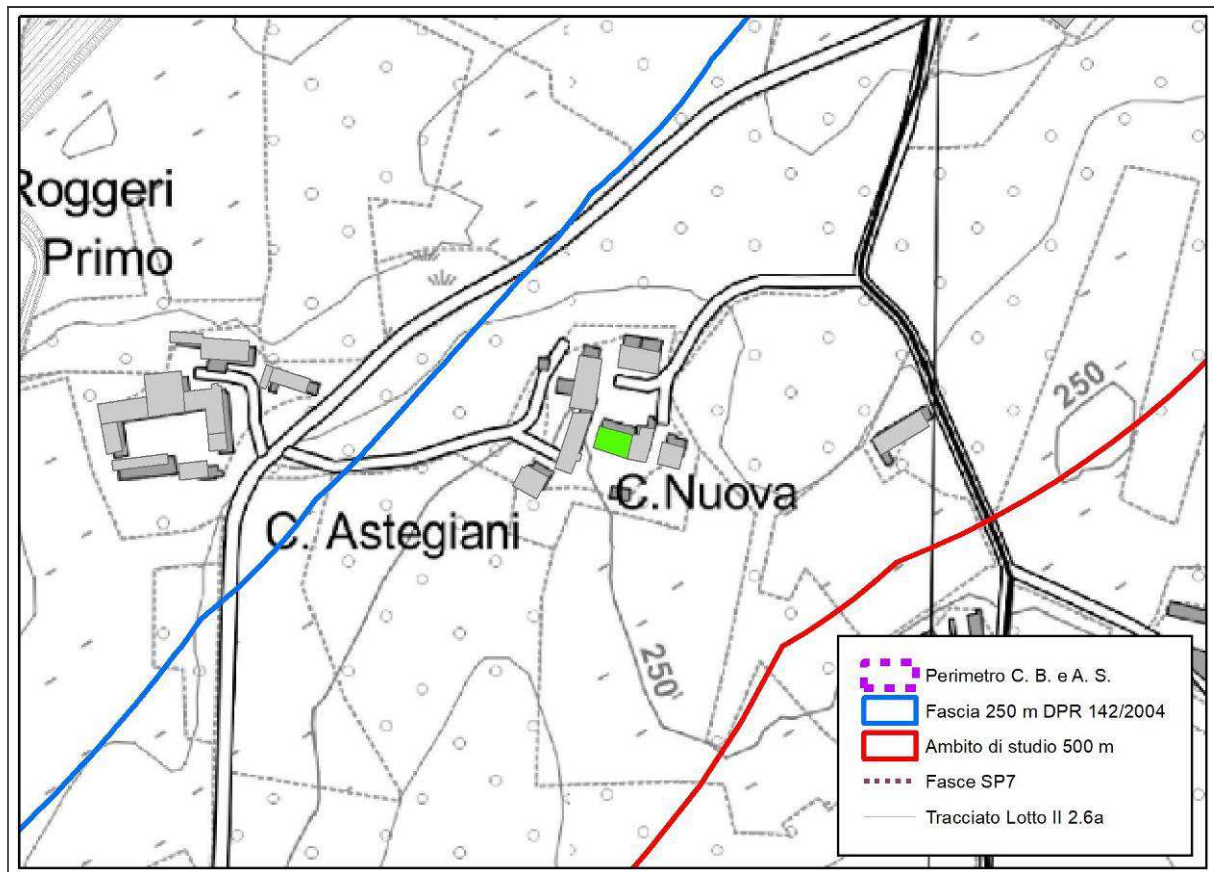 Roggeri
Primo
250
C.Nuova
C. Astegiani
250
Perimetro C. B. e A. S.
Fascia 250 m DPR 142/2004
Ambito di studio 500 m
Fasce SP7
Tracciato Lotto II 2.6a